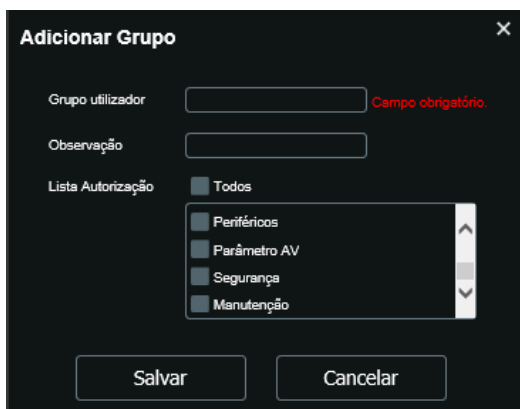 Adicionar Grupo
Grupo utilizador Campo obrigatório.
Observação
Lista Autorização Todos
Periféricos
Parâmetro AV
Segurança
Manutenção
Salvar Cancelar